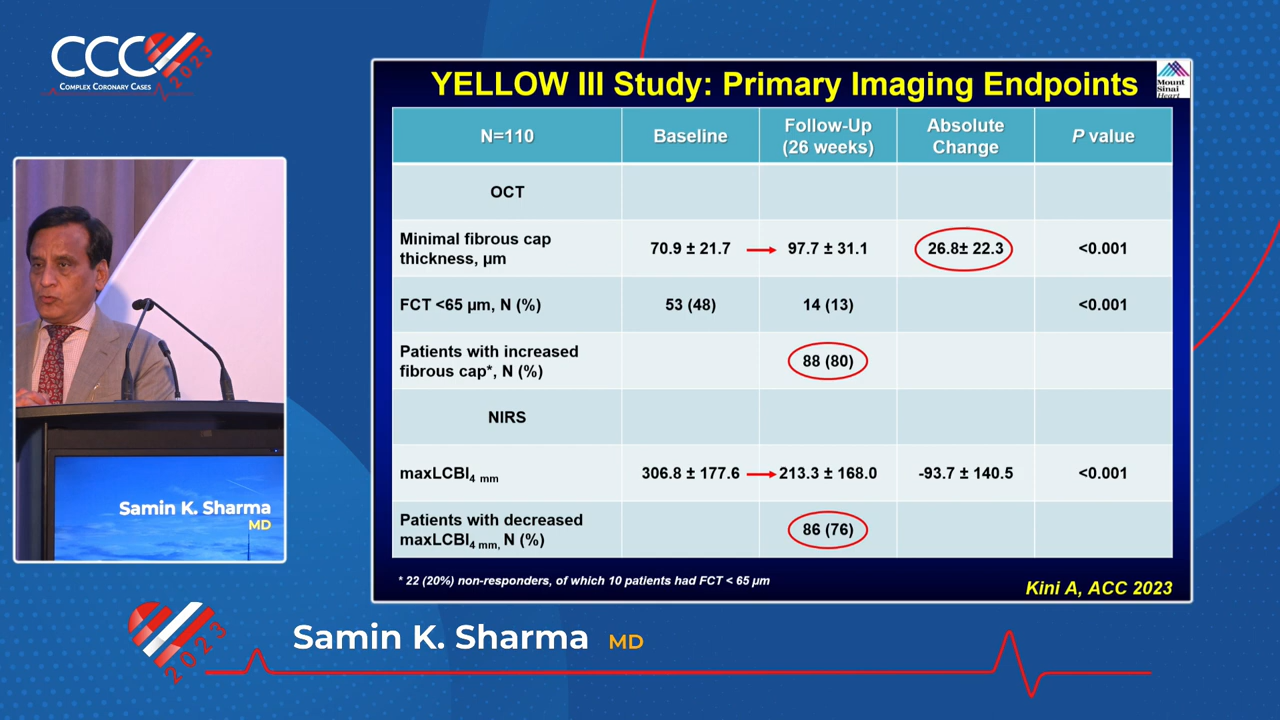 CCC 2023
COMPLEX CORONARY CASES
YELLOW III Study: Primary Imaging Endpoints
Mount
Sinai
Heart
N=110 Baseline Follow-Up (26 weeks) Absolute Change P value
OCT
Minimal fibrous cap thickness, µm 70.9 ± 21.7 97.7 ± 31.1 26.8± 22.3 <0.001
FCT <65 µm, N (%) 53 (48) 14 (13) <0.001
Patients with increased fibrous cap*, N (%) 88 (80)
NIRS
maxLCBI4 mm 306.8 ± 177.6 213.3 ± 168.0 -93.7 ± 140.5 <0.001
Patients with decreased maxLCBI4 mm, N (%) 86 (76)
* 22 (20%) non-responders, of which 10 patients had FCT < 65 µm
Kini A, ACC 2023
Samin K. Sharma
MD
2023
Samin K. Sharma MD